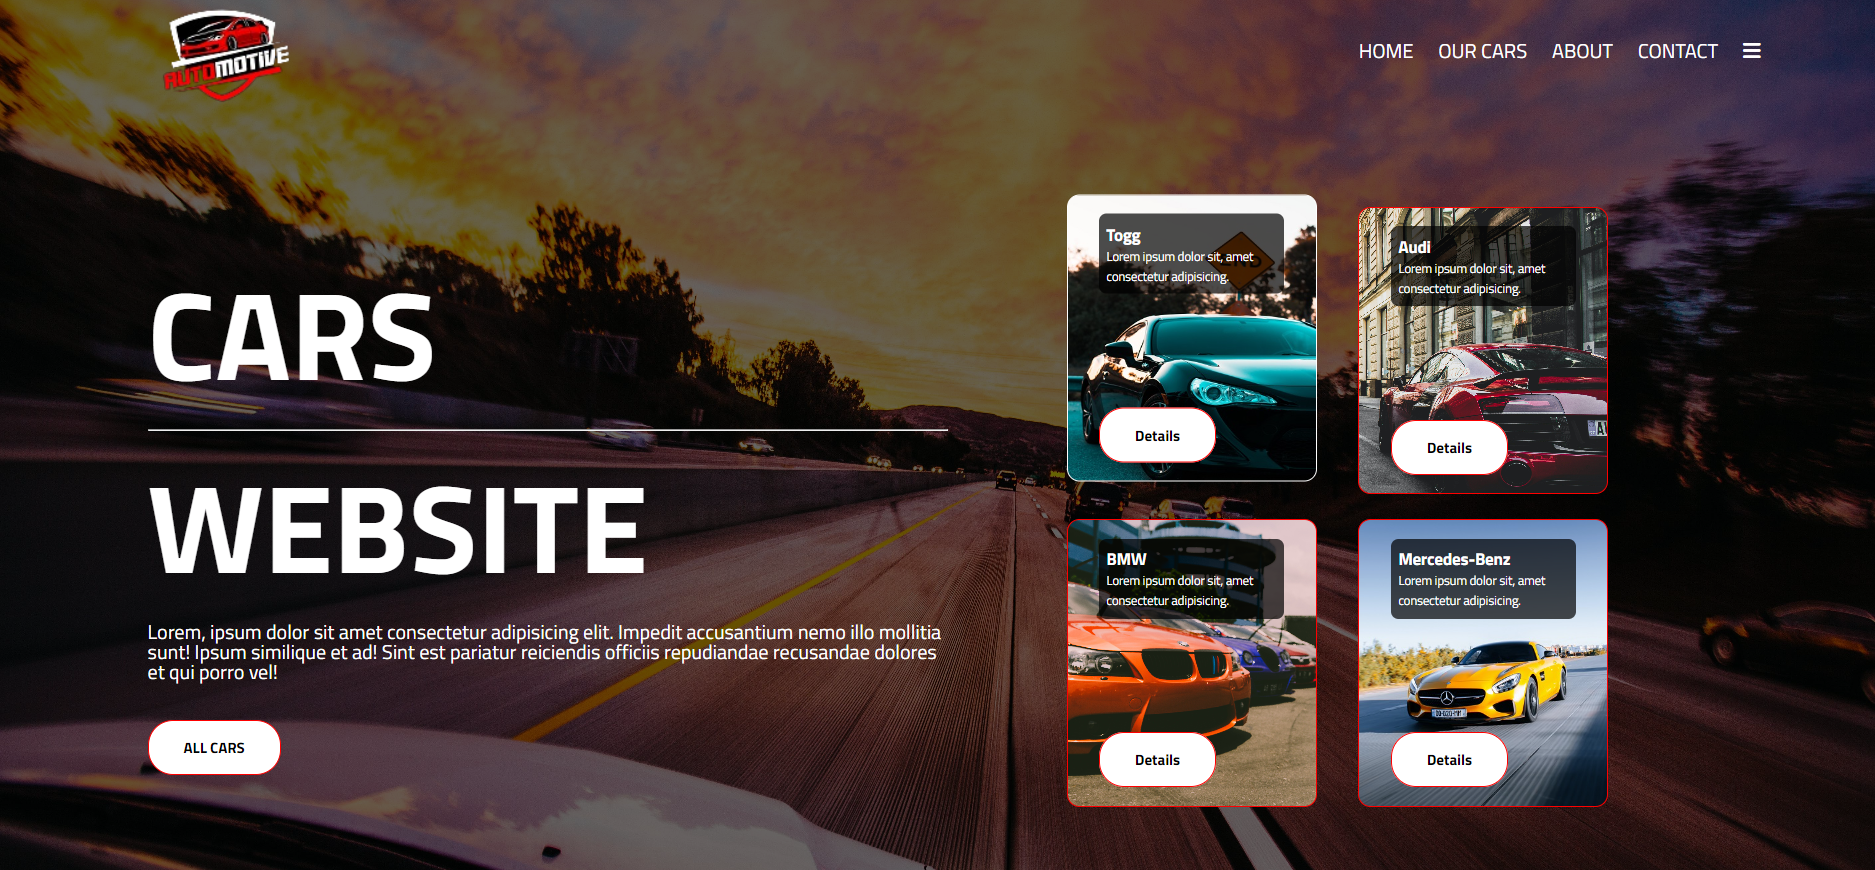 AUTOMOTIVE
HOME OUR CARS ABOUT CONTACT
CARS
WEBSITE
Lorem, ipsum dolor sit amet consectetur adipisicing elit. Impedit accusantium nemo illo mollitia
sunt! Ipsum similique et ad! Sint est pariatur reiciendis officiis repudiandae recusandae dolores
et qui porro vel!
ALL CARS
Togg
Lorem ipsum dolor sit, amet
consectetur adipisicing.
Details
Audi
Lorem ipsum dolor sit, amet
consectetur adipisicing.
Details
BMW
Lorem ipsum dolor sit, amet
consectetur adipisicing.
Details
Mercedes-Benz
Lorem ipsum dolor sit, amet
consectetur adipisicing.
Details